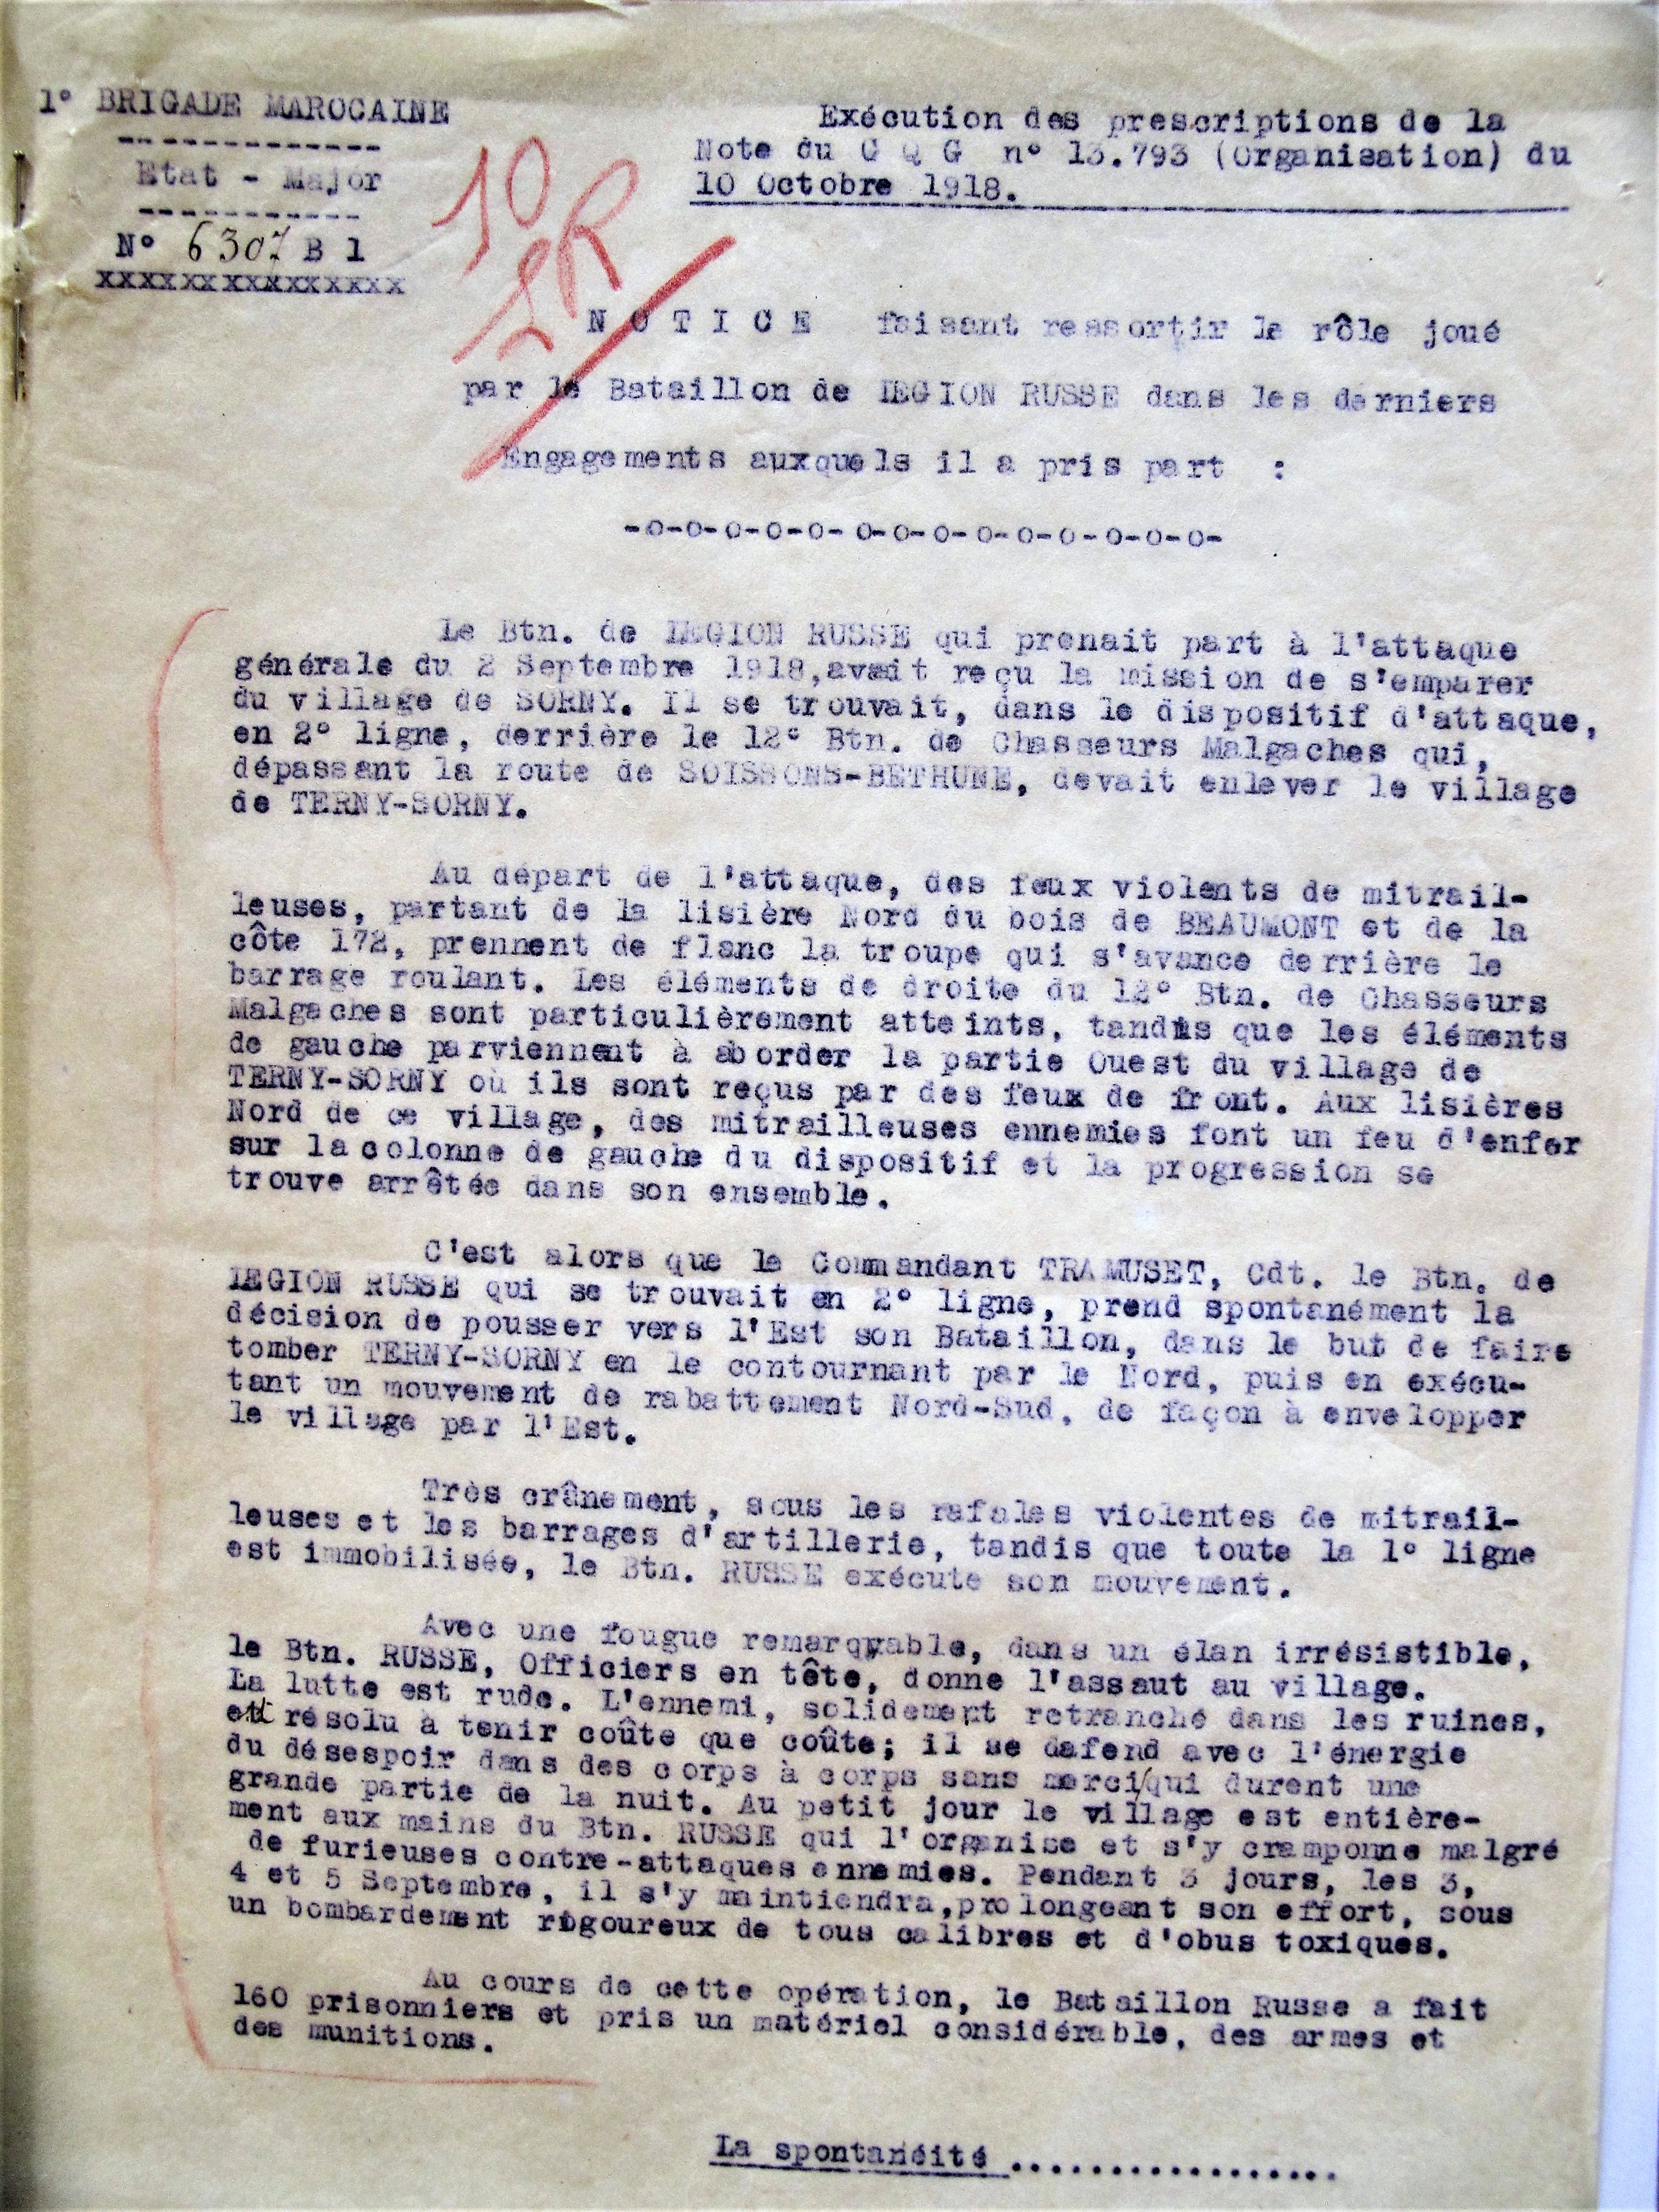 1° BRIGADE MAROCAINE
------------
Etat - Major
-----------
N° 6307 B 1
XXXXXXXXXXXXXXX
Exécution des prescriptions de la
Note du G Q G n° 13.793 (Organisation) du
10 Octobre 1918.
10
LR
N O T I C E faisant ressortir le rôle joué
par le Bataillon de LEGION RUSSE dans les derniers
Engagements auxquels il a pris part :
-o-o-o-o-o-o-o-o-o-o-o-o-o-o-
Le Btn. de LEGION RUSSE qui prenait part à l'attaque
générale du 2 Septembre 1918, avait reçu la mission de s'emparer
du village de SORNY. Il se trouvait, dans le dispositif d'attaque,
en 2° ligne, derrière le 12° Btn. de Chasseurs Malgaches qui,
dépassant la route de SOISSONS-BETHUNE, devait enlever le village
de TERNY-SORNY.
Au départ de l'attaque, des feux violents de mitrail-
leuses, partant de la lisière Nord du bois de BEAUMONT et de la
côte 172, prennent de flanc la troupe qui s'avance derrière le
barrage roulant. Les éléments de droite du 12° Btn. de Chasseurs
Malgaches sont particulièrement atteints, tandis que les éléments
de gauche parviennent à aborder la partie Ouest du village de
TERNY-SORNY où ils sont reçus par des feux de front. Aux lisières
Nord de ce village, des mitrailleuses ennemies font un feu d'enfer
sur la colonne de gauche du dispositif et la progression se
trouve arrêtée dans son ensemble.
C'est alors que le Commandant TRAMUSET, Cdt. le Btn. de
LEGION RUSSE qui se trouvait en 2° ligne, prend spontanément la
décision de pousser vers l'Est son Bataillon, dans le but de faire
tomber TERNY-SORNY en le contournant par le Nord, puis en exécu-
tant un mouvement de rabattement Nord-Sud, de façon à envelopper
le village par l'Est.
Très crânement, sous les rafales violentes de mitrail-
leuses et les barrages d'artillerie, tandis que toute la 1° ligne
est immobilisée, le Btn. RUSSE exécute son mouvement.
Avec une fougue remarquable, dans un élan irrésistible,
le Btn. RUSSE, Officiers en tête, donne l'assaut au village.
La lutte est rude. L'ennemi, solidement retranché dans les ruines,
est résolu à tenir coûte que coûte; il se défend avec l'énergie
du désespoir dans des corps à corps sans merci qui durent une
grande partie de la nuit. Au petit jour le village est entière-
ment aux mains du Btn. RUSSE qui l'organise et s'y cramponne malgré
de furieuses contre-attaques ennemies. Pendant 3 jours, les 3,
4 et 5 Septembre, il s'y maintiendra, prolongeant son effort, sous
un bombardement rigoureux de tous calibres et d'obus toxiques.
Au cours de cette opération, le Bataillon Russe a fait
160 prisonniers et pris un matériel considérable, des armes et
des munitions.
La spontanéité ..................